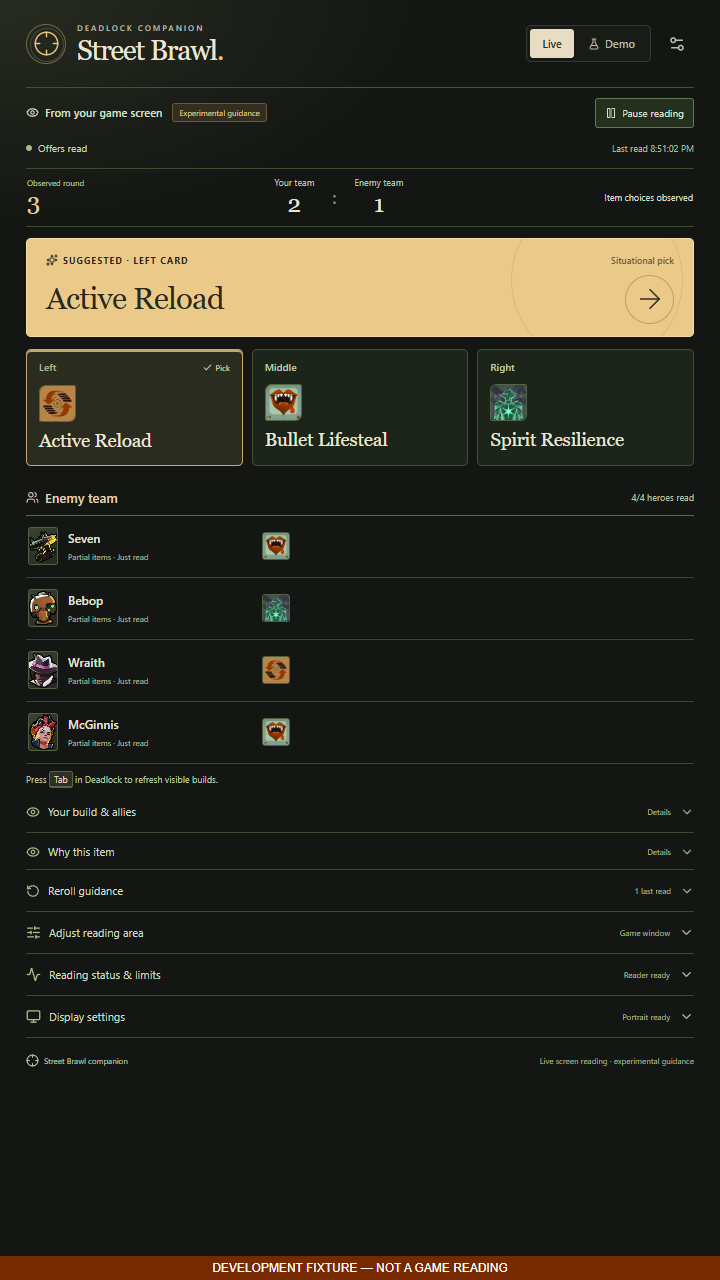 DEADLOCK COMPANION
Street Brawl.
Live
Demo
From your game screen
Experimental guidance
Pause reading
Offers read
Last read 8:51:02 PM
Observed round
3
Your team
2
:
Enemy team
1
Item choices observed
SUGGESTED · LEFT CARD
Situational pick
Active Reload
Left
Pick
Active Reload
Middle
Bullet Lifesteal
Right
Spirit Resilience
Enemy team
4/4 heroes read
Seven
Partial items · Just read
Bebop
Partial items · Just read
Wraith
Partial items · Just read
McGinnis
Partial items · Just read
Press Tab in Deadlock to refresh visible builds.
Your build & allies
Details
Why this item
Details
Reroll guidance
1 last read
Adjust reading area
Game window
Reading status & limits
Reader ready
Display settings
Portrait ready
Street Brawl companion
Live screen reading · experimental guidance
DEVELOPMENT FIXTURE — NOT A GAME READING